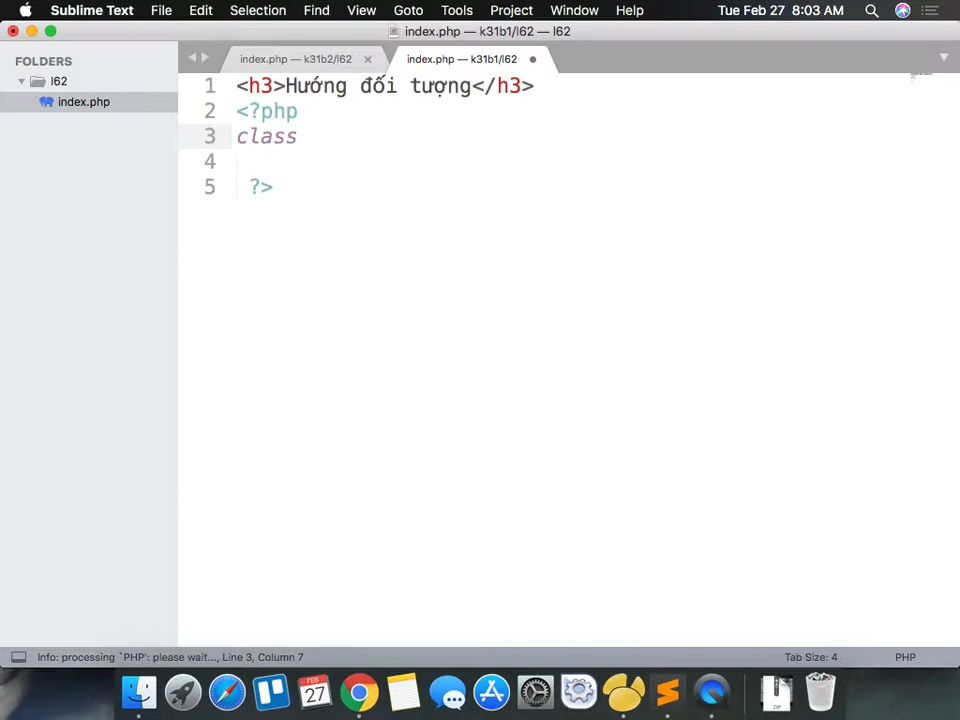 Sublime Text File Edit Selection Find View Goto Tools Project Window Help Tue Feb 27 8:03 AM
index.php — k31b1/l62 — l62
FOLDERS
l62
index.php
index.php — k31b2/l62
index.php — k31b1/l62
1 <h3>Hướng đối tượng</h3>
2 <?php
3 class
4
5 ?>
Info: processing `PHP': please wait..., Line 3, Column 7
Tab Size: 4
PHP
FEB
27
ZIP